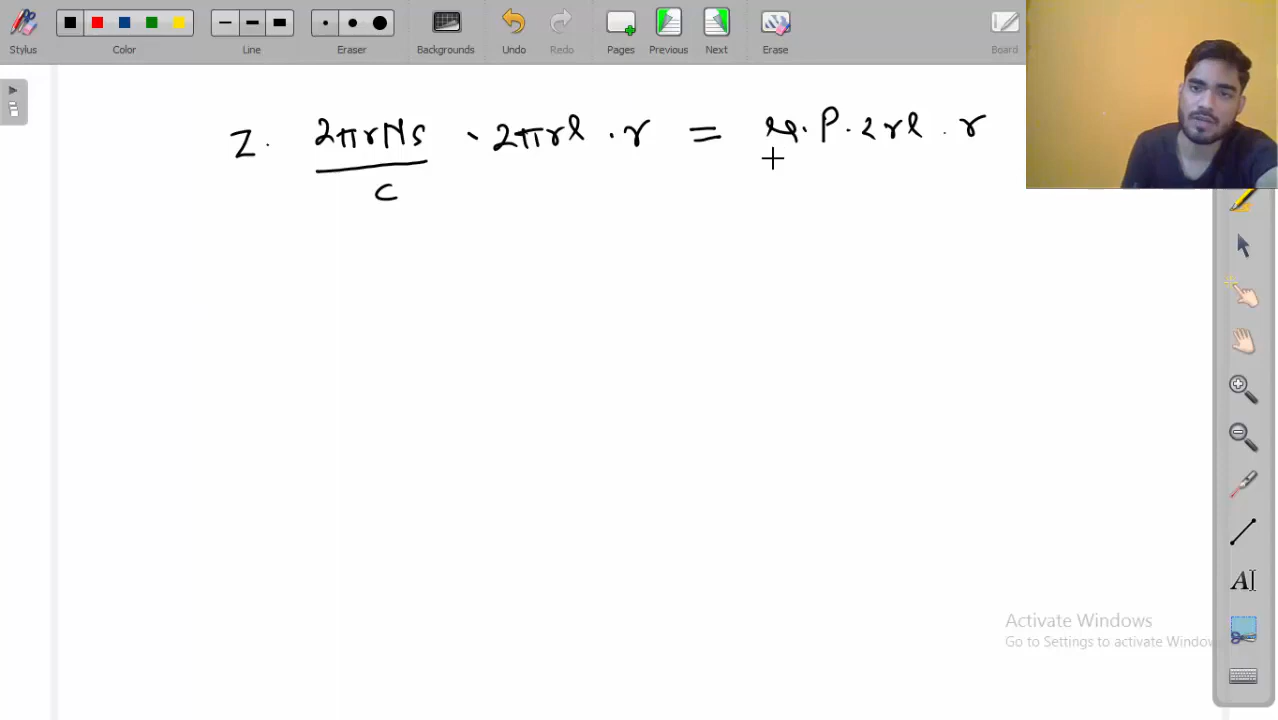 Stylus
Color
Line
Eraser
Backgrounds
Undo
Redo
Pages
Previous
Next
Erase
Board
Z . 2πrNs / c · 2πrl · r = μ . P . 2rl . r
Activate Windows
Go to Settings to activate Window